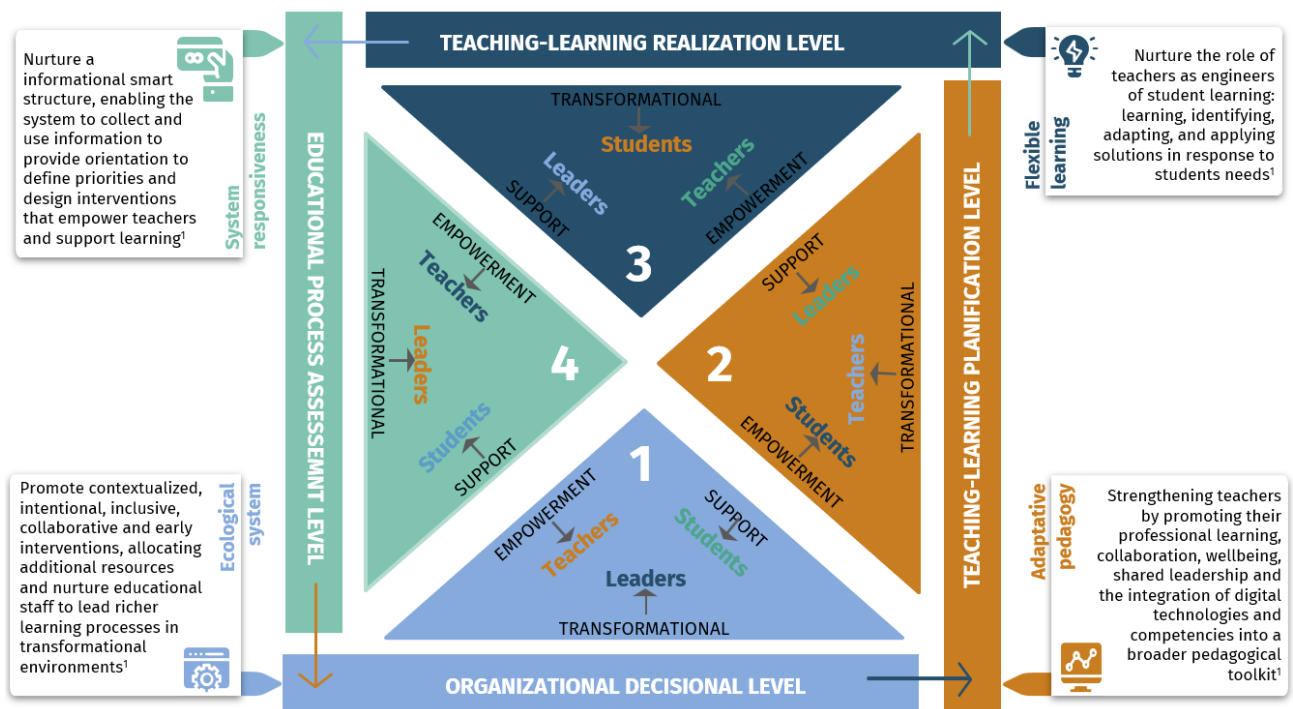 TEACHING-LEARNING REALIZATION LEVEL
Nurture a
informational smart
structure, enabling the
system to collect and
use information to
provide orientation to
define priorities and
design interventions
that empower teachers
and support learning¹
System
responsiveness
Nurture the role of
teachers as engineers
of student learning:
learning, identifying,
adapting, and applying
solutions in response to
students needs¹
Flexible
learning
EDUCATIONAL PROCESS ASSESEMNT LEVEL
TRANSFORMATIONAL
Students
Leaders
SUPPORT
Teachers
EMPOWERMENT
3
EMPOWERMENT
Teachers
TRANSFORMATIONAL
Leaders
4
Students
SUPPORT
SUPPORT
Leaders
2
Teachers
TRANSFORMATIONAL
Students
EMPOWERMENT
TEACHING-LEARNING PLANIFICATION LEVEL
1
EMPOWERMENT
Teachers
SUPPORT
Students
Leaders
TRANSFORMATIONAL
Promote contextualized,
intentional, inclusive,
collaborative and early
interventions, allocating
additional resources
and nurture educational
staff to lead richer
learning processes in
transformational
environments¹
Ecological
system
Adaptative
pedagogy
Strengthening teachers
by promoting their
professional learning,
collaboration, wellbeing,
shared leadership and
the integration of digital
technologies and
competencies into a
broader pedagogical
toolkit¹
ORGANIZATIONAL DECISIONAL LEVEL